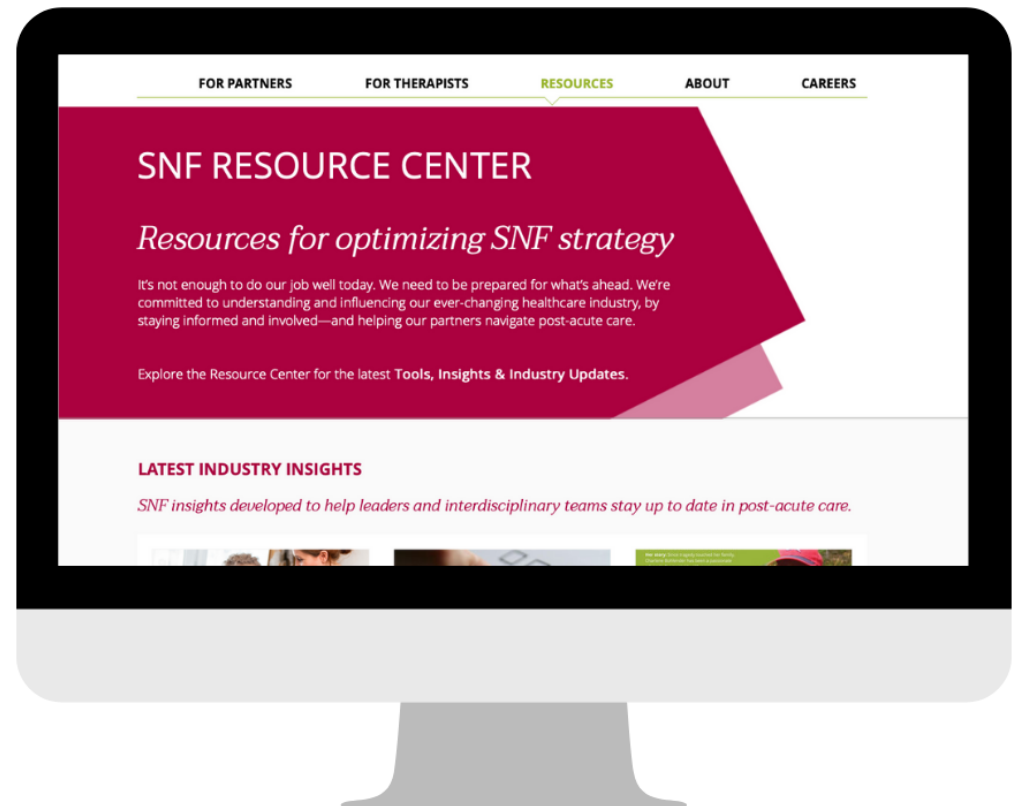 FOR PARTNERS FOR THERAPISTS RESOURCES ABOUT CAREERS
SNF RESOURCE CENTER
Resources for optimizing SNF strategy
It’s not enough to do our job well today. We need to be prepared for what’s ahead. We’re
committed to understanding and influencing our ever-changing healthcare industry, by
staying informed and involved—and helping our partners navigate post-acute care.
Explore the Resource Center for the latest Tools, Insights & Industry Updates.
LATEST INDUSTRY INSIGHTS
SNF insights developed to help leaders and interdisciplinary teams stay up to date in post-acute care.